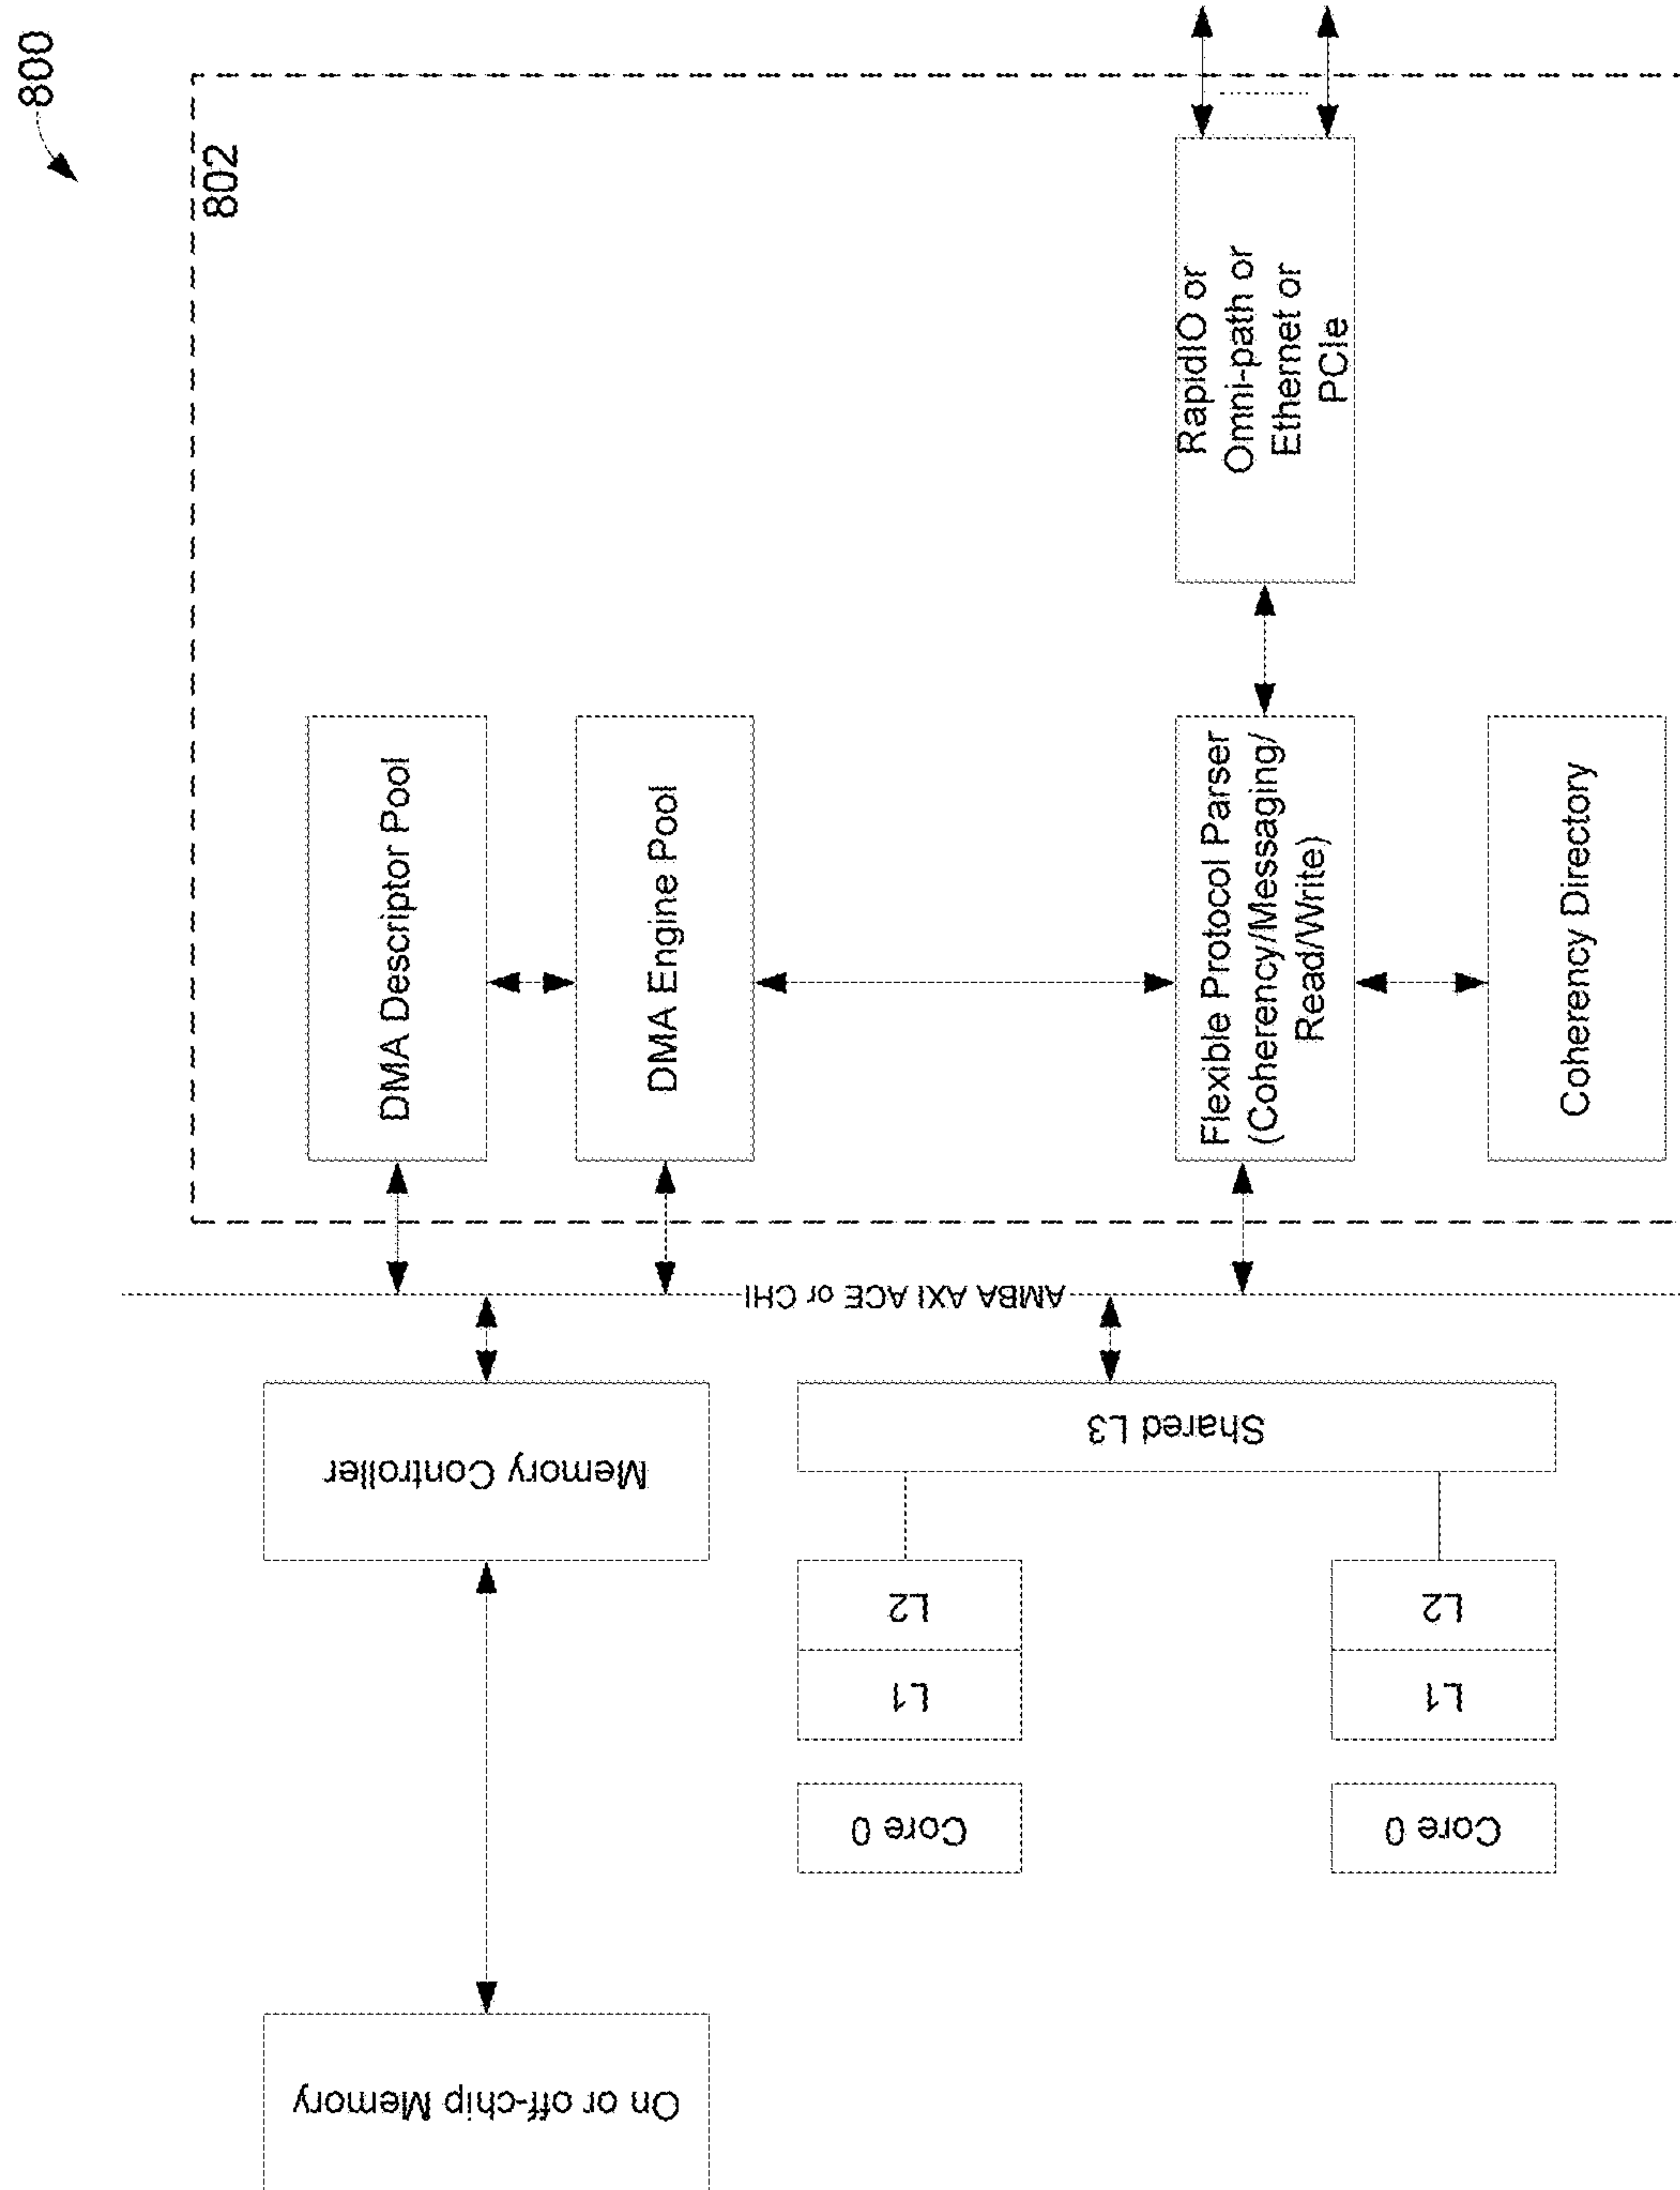 800
802
RapidIO or
Omni-path or
Ethernet or
PCIe
DMA Descriptor Pool
DMA Engine Pool
Flexible Protocol Parser
(Coherency/Messaging/
Read/Write)
Coherency Directory
AMBA AXI ACE or CHI
Memory Controller
Shared L3
L2
L1
L2
L1
Core 0
Core 0
On or off-chip Memory